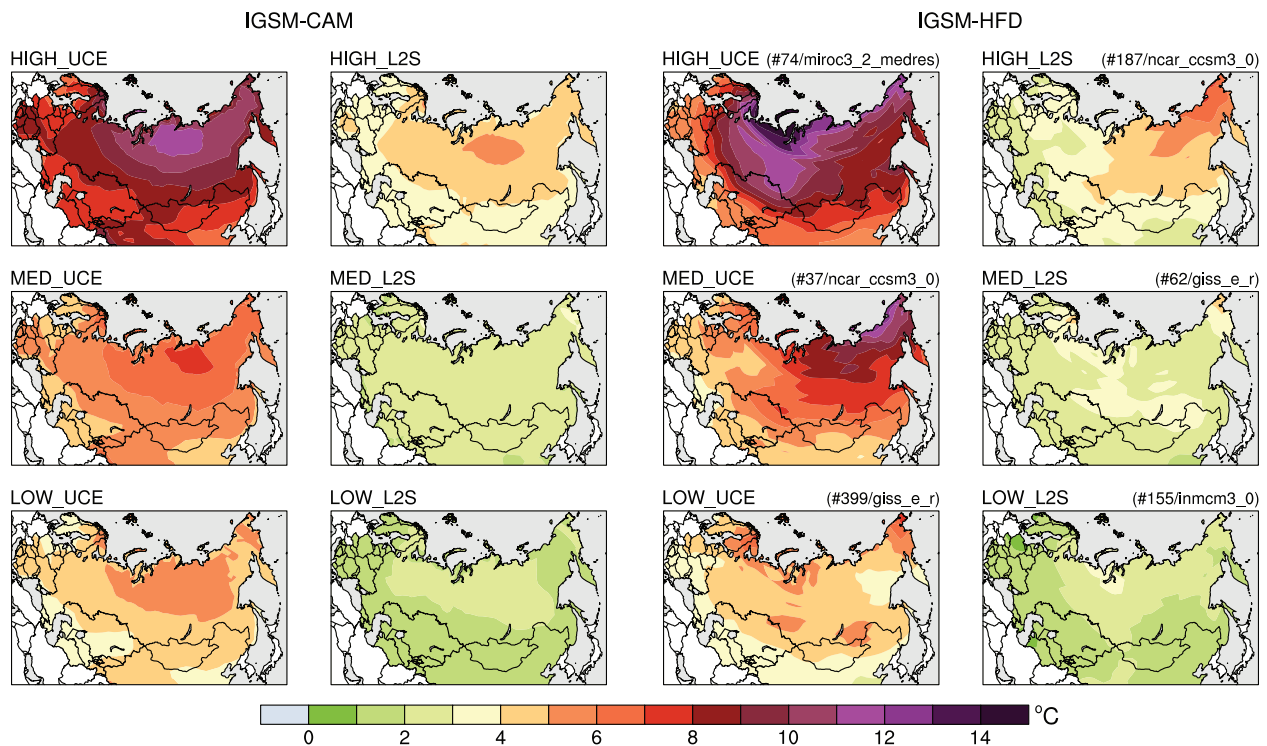 IGSM-CAM IGSM-HFD
HIGH_UCE HIGH_L2S HIGH_UCE (#74/miroc3_2_medres) HIGH_L2S (#187/ncar_ccsm3_0)
MED_UCE MED_L2S MED_UCE (#37/ncar_ccsm3_0) MED_L2S (#62/giss_e_r)
LOW_UCE LOW_L2S LOW_UCE (#399/giss_e_r) LOW_L2S (#155/inmcm3_0)
°C
0 2 4 6 8 10 12 14